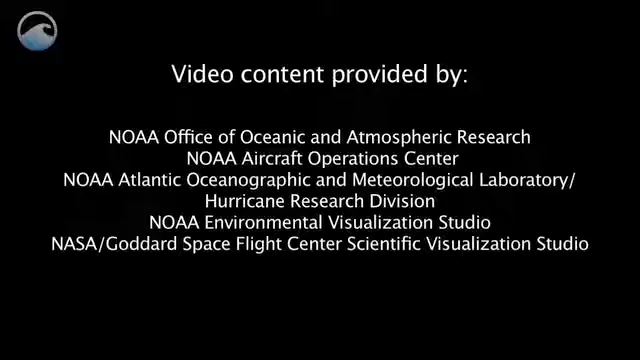 Video content provided by:
NOAA Office of Oceanic and Atmospheric Research
NOAA Aircraft Operations Center
NOAA Atlantic Oceanographic and Meteorological Laboratory/
Hurricane Research Division
NOAA Environmental Visualization Studio
NASA/Goddard Space Flight Center Scientific Visualization Studio